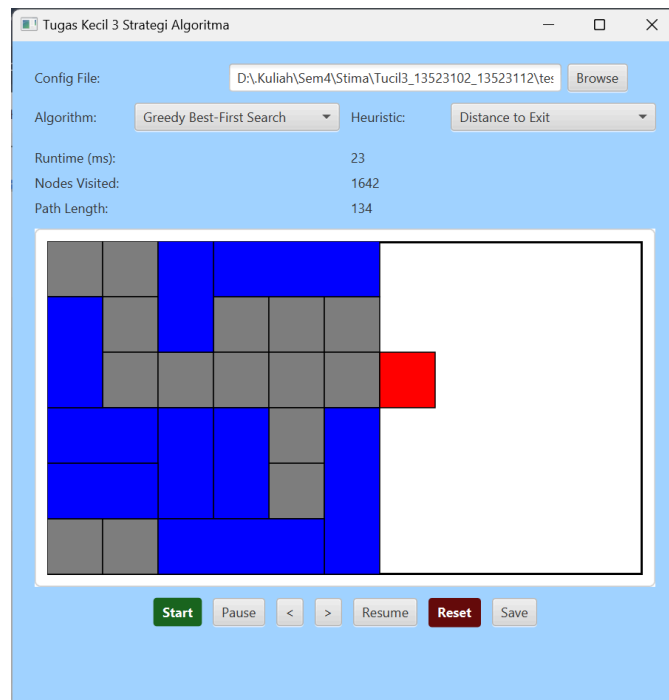 Tugas Kecil 3 Strategi Algoritma
Config File: D:\.Kuliah\Sem4\Stima\Tucil3_13523102_13523112\tes Browse
Algorithm: Greedy Best-First Search Heuristic: Distance to Exit
Runtime (ms): 23
Nodes Visited: 1642
Path Length: 134
Start Pause < > Resume Reset Save